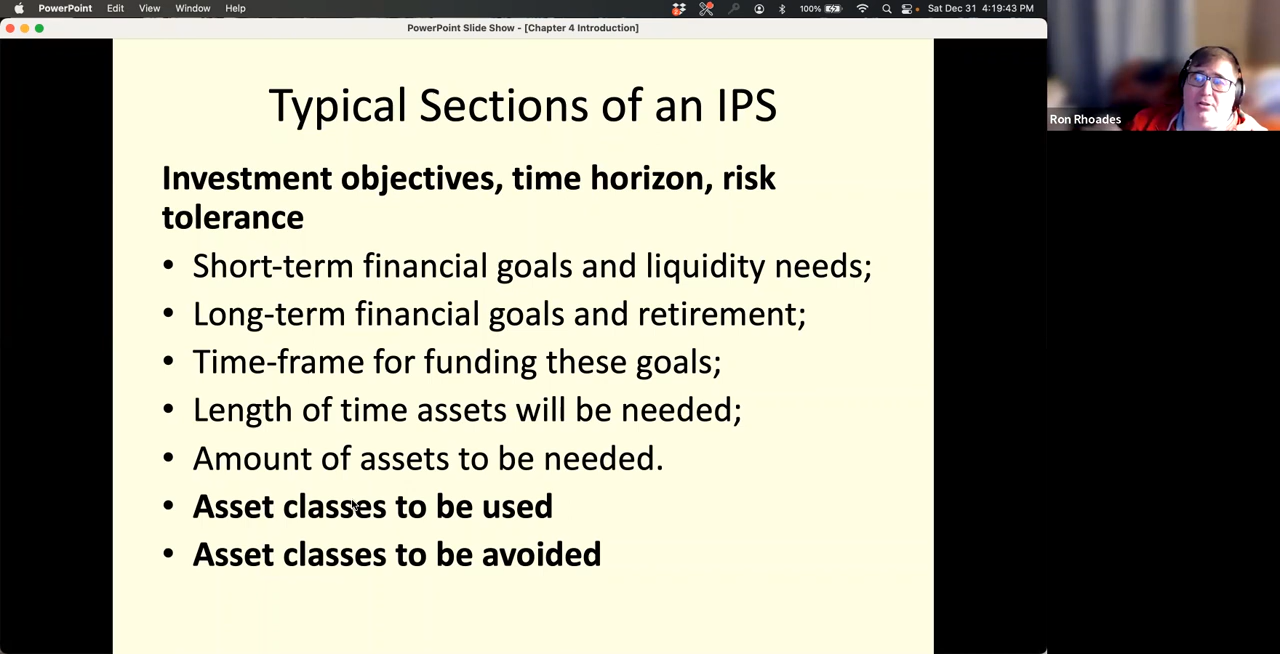 PowerPoint Edit View Window Help 100% Sat Dec 31 4:19:43 PM
PowerPoint Slide Show - [Chapter 4 Introduction]
Typical Sections of an IPS
Investment objectives, time horizon, risk
tolerance
• Short-term financial goals and liquidity needs;
• Long-term financial goals and retirement;
• Time-frame for funding these goals;
• Length of time assets will be needed;
• Amount of assets to be needed.
• Asset classes to be used
• Asset classes to be avoided
Ron Rhoades